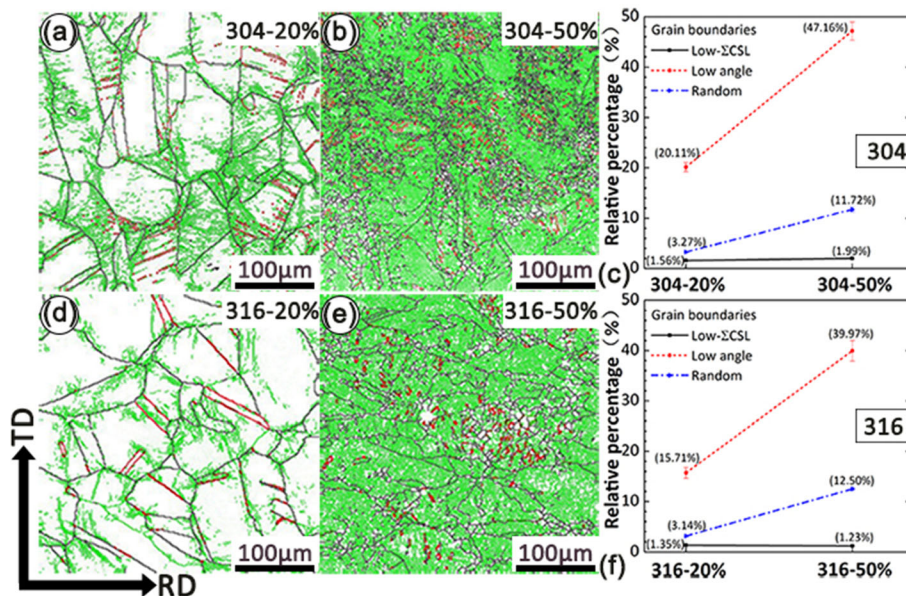 (a)
304-20%
100μm
(b)
304-50%
100μm
(c)
Relative percentage (%)
50
40
30
20
10
0
Grain boundaries
Low-ΣCSL
Low angle
Random
(47.16%)
(20.11%)
304
(11.72%)
(3.27%)
(1.56%)
(1.99%)
304-20%
304-50%
(d)
316-20%
100μm
TD
RD
(e)
316-50%
100μm
(f)
Relative percentage (%)
50
40
30
20
10
0
Grain boundaries
Low-ΣCSL
Low angle
Random
(39.97%)
(15.71%)
316
(12.50%)
(3.14%)
(1.35%)
(1.23%)
316-20%
316-50%